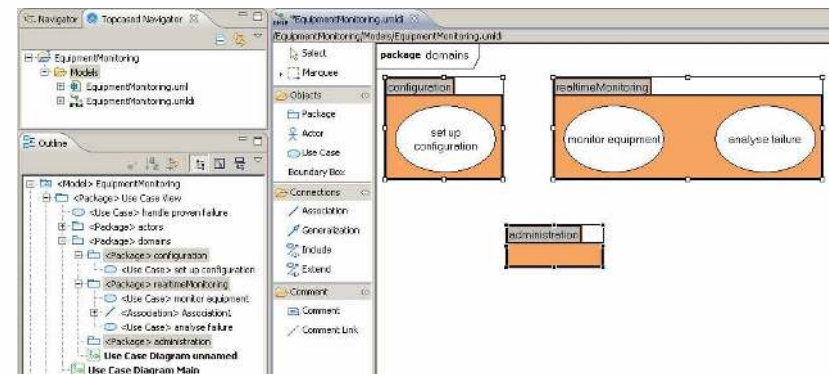 Navigator
Topcased Navigator
EquipmentMonitoring
Models
EquipmentMonitoring.uml
EquipmentMonitoring.umldi
Outline
<Model> EquipmentMonitoring
<Package> Use Case View
<Use Case> handle proven failure
<Package> actors
<Package> domains
<Package> configuration
<Use Case> set up configuration
<Package> realtimeMonitoring
<Use Case> monitor equipment
<Association> Association1
<Use Case> analyse failure
<Package> administration
Use Case Diagram unnamed
Use Case Diagram Main
*EquipmentMonitoring.umldi
/EquipmentMonitoring/Models/EquipmentMonitoring.umldi
Select
Marquee
Objects
Package
Actor
Use Case
Boundary Box
Connections
Association
Generalization
Include
Extend
Comment
Comment
Comment Link
package domains
configuration
set up
configuration
realtimeMonitoring
monitor equipment
analyse failure
administration